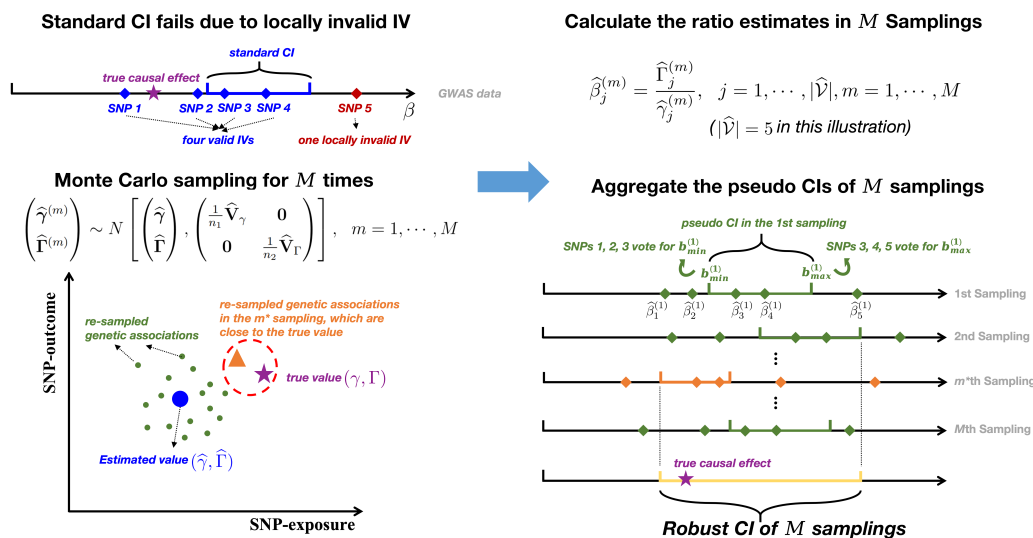 Standard CI fails due to locally invalid IV
standard CI
true causal effect
SNP 1
SNP 2
SNP 3
SNP 4
SNP 5
β
GWAS data
four valid IVs
one locally invalid IV
Monte Carlo sampling for M times
(γ̂^(m) Γ̂^(m)) ∼ N [(γ̂ Γ̂), (1/n₁ V̂_γ 0 0 1/n₂ V̂_Γ)], m = 1, ⋯ , M
SNP-outcome
re-sampled
genetic associations
re-sampled genetic associations
in the m* sampling, which are
close to the true value
true value (γ, Γ)
Estimated value (γ̂, Γ̂)
SNP-exposure
Calculate the ratio estimates in M Samplings
β̂_j^(m) = Γ̂_j^(m) / γ̂_j^(m), j = 1, ⋯ , |V̂|, m = 1, ⋯ , M
(|V̂| = 5 in this illustration)
Aggregate the pseudo CIs of M samplings
pseudo CI in the 1st sampling
SNPs 1, 2, 3 vote for b_min^(1)
SNPs 3, 4, 5 vote for b_max^(1)
b_min^(1)
b_max^(1)
1st Sampling
β̂_1^(1)
β̂_2^(1)
β̂_3^(1)
β̂_4^(1)
β̂_5^(1)
2nd Sampling
⋮
m*th Sampling
⋮
Mth Sampling
true causal effect
Robust CI of M samplings